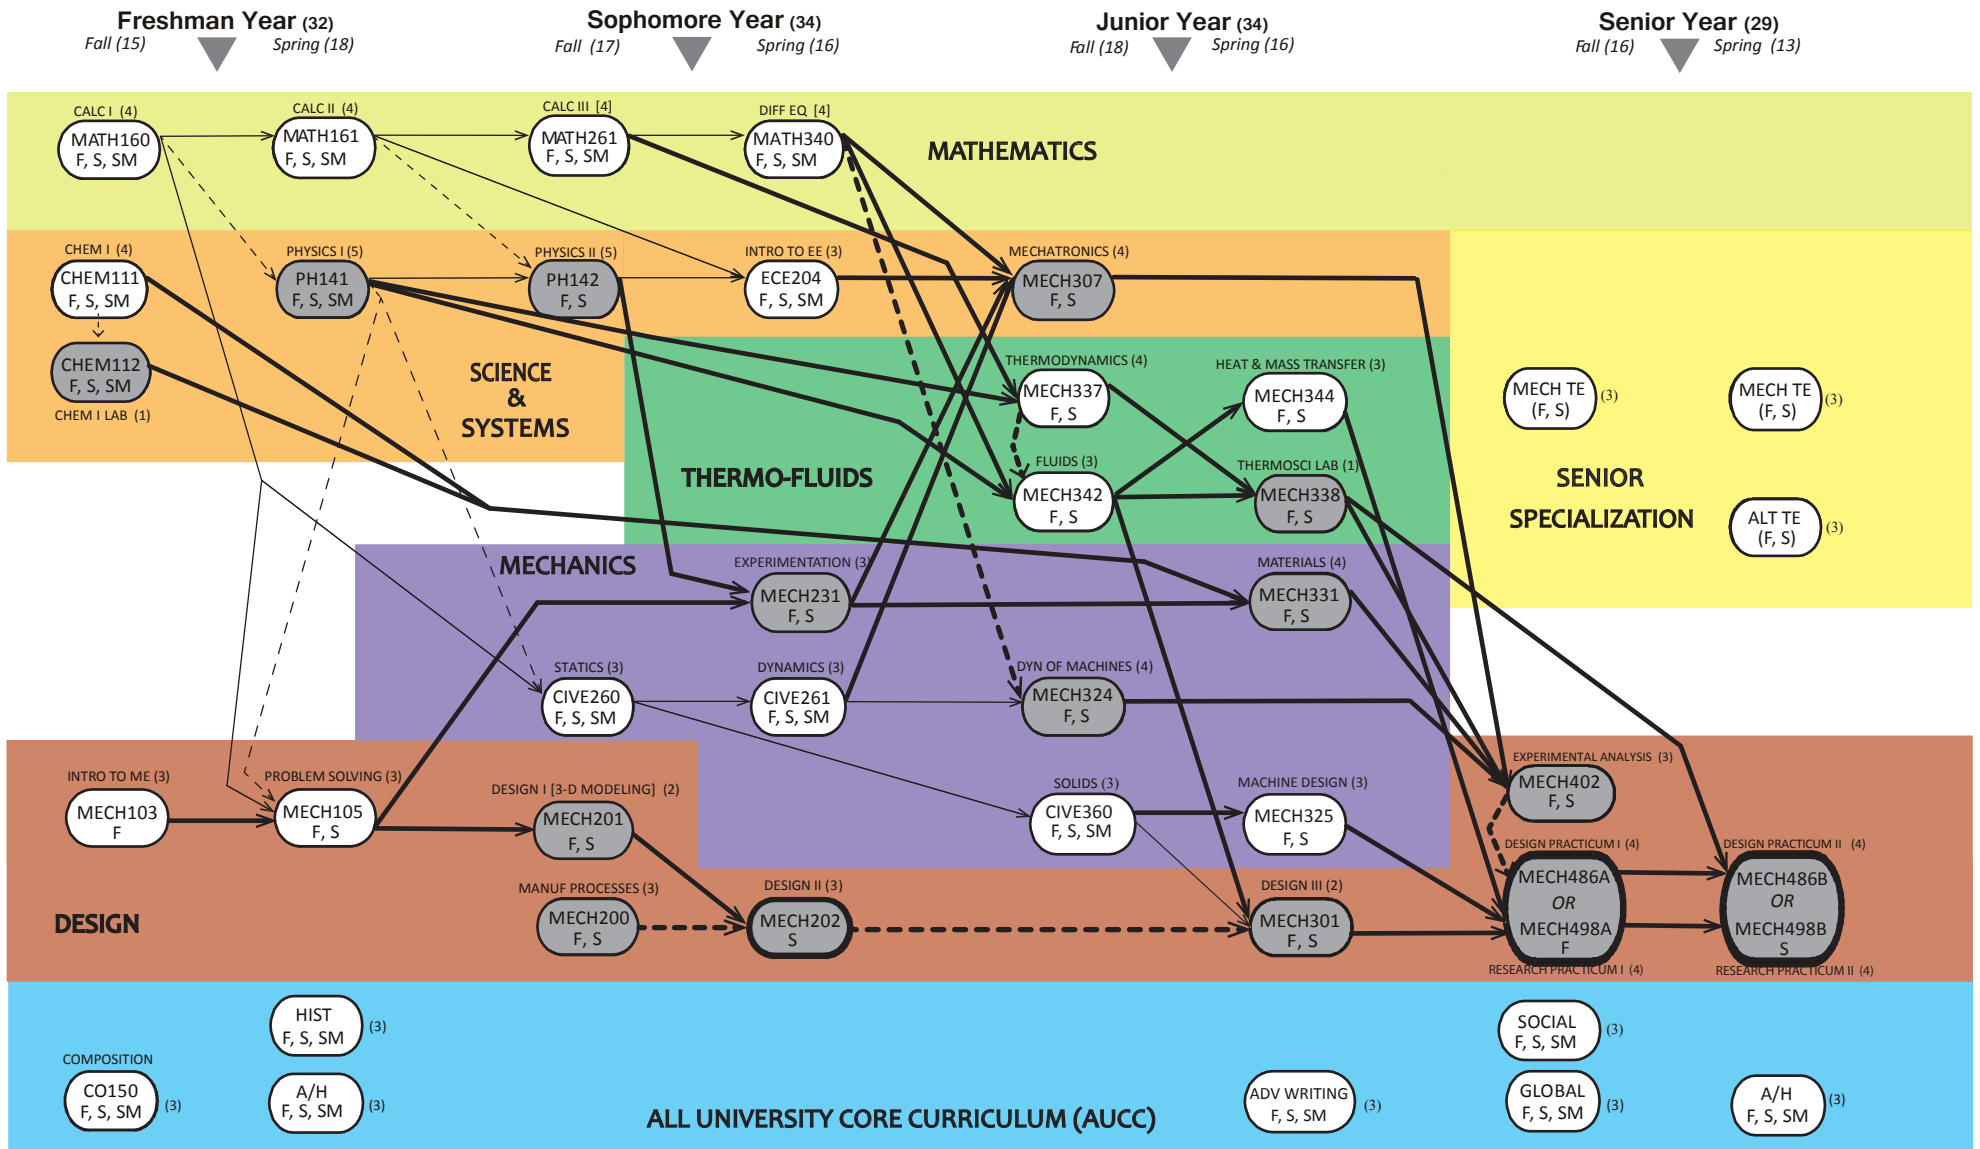 Freshman Year (32)
Fall (15)
Spring (18)
Sophomore Year (34)
Fall (17)
Spring (16)
Junior Year (34)
Fall (18)
Spring (16)
Senior Year (29)
Fall (16)
Spring (13)
CALC I (4)
MATH160
F, S, SM
CALC II (4)
MATH161
F, S, SM
CALC III [4]
MATH261
F, S, SM
DIFF EQ [4]
MATH340
F, S, SM
MATHEMATICS
CHEM I (4)
CHEM111
F, S, SM
PHYSICS I (5)
PH141
F, S, SM
PHYSICS II (5)
PH142
F, S
INTRO TO EE (3)
ECE204
F, S, SM
MECHATRONICS (4)
MECH307
F, S
CHEM112
F, S, SM
CHEM I LAB (1)
SCIENCE
&
SYSTEMS
THERMODYNAMICS (4)
MECH337
F, S
HEAT & MASS TRANSFER (3)
MECH344
F, S
MECH TE
(F, S)
(3)
MECH TE
(F, S)
(3)
THERMO-FLUIDS
FLUIDS (3)
MECH342
F, S
THERMOSCI LAB (1)
MECH338
F, S
SENIOR
SPECIALIZATION
ALT TE
(F, S)
(3)
MECHANICS
EXPERIMENTATION (3)
MECH231
F, S
MATERIALS (4)
MECH331
F, S
STATICS (3)
CIVE260
F, S, SM
DYNAMICS (3)
CIVE261
F, S, SM
DYN OF MACHINES (4)
MECH324
F, S
INTRO TO ME (3)
MECH103
F
PROBLEM SOLVING (3)
MECH105
F, S
DESIGN I [3-D MODELING] (2)
MECH201
F, S
SOLIDS (3)
CIVE360
F, S, SM
MACHINE DESIGN (3)
MECH325
F, S
EXPERIMENTAL ANALYSIS (3)
MECH402
F, S
DESIGN
MANUF PROCESSES (3)
MECH200
F, S
DESIGN II (3)
MECH202
S
DESIGN III (2)
MECH301
F, S
DESIGN PRACTICUM I (4)
MECH486A
OR
MECH498A
F
RESEARCH PRACTICUM I (4)
DESIGN PRACTICUM II (4)
MECH486B
OR
MECH498B
S
RESEARCH PRACTICUM II (4)
HIST
F, S, SM
(3)
SOCIAL
F, S, SM
(3)
COMPOSITION
CO150
F, S, SM
(3)
A/H
F, S, SM
(3)
ALL UNIVERSITY CORE CURRICULUM (AUCC)
ADV WRITING
F, S, SM
(3)
GLOBAL
F, S, SM
(3)
A/H
F, S, SM
(3)